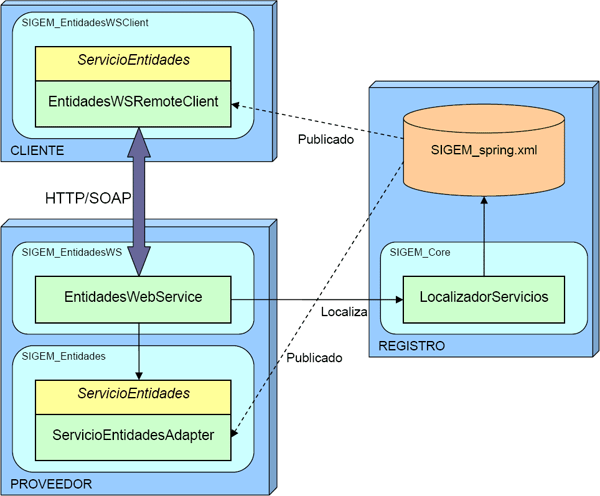 SIGEM_EntidadesWSClient
ServicioEntidades
EntidadesWSRemoteClient
CLIENTE
HTTP/SOAP
SIGEM_EntidadesWS
EntidadesWebService
SIGEM_Entidades
ServicioEntidades
ServicioEntidadesAdapter
PROVEEDOR
Publicado
Localiza
Publicado
SIGEM_spring.xml
SIGEM_Core
LocalizadorServicios
REGISTRO